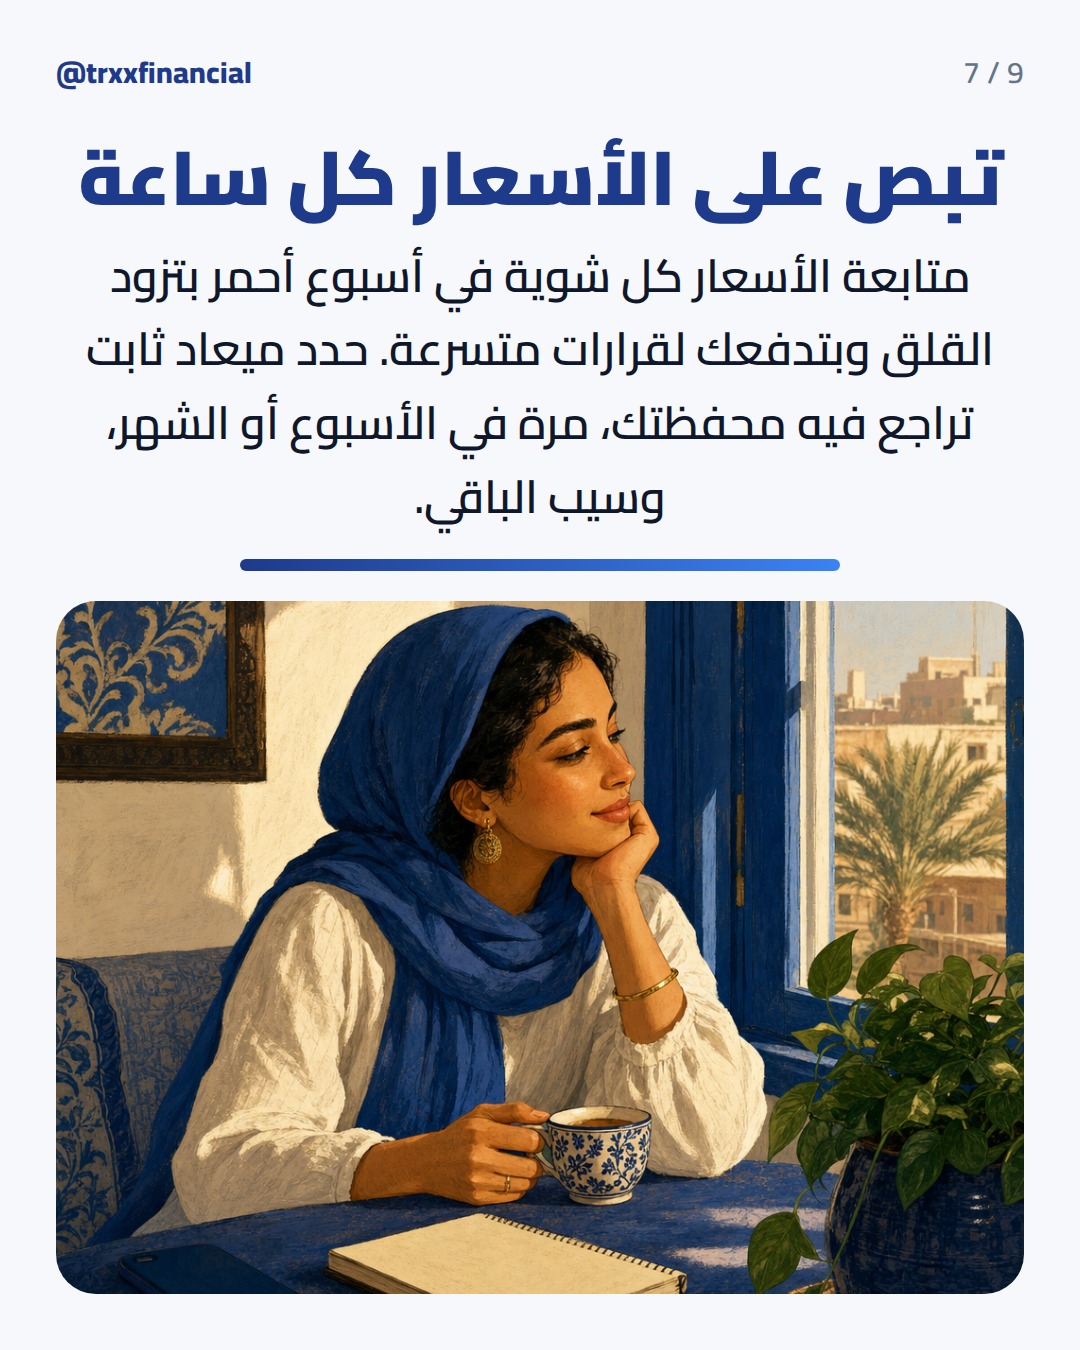 @trxxfinancial
7 / 9
تبص على الأسعار كل ساعة
متابعة الأسعار كل شوية في أسبوع أحمر بتزود
القلق وبتدفعك لقرارات متسرعة. حدد ميعاد ثابت
تراجع فيه محفظتك، مرة في الأسبوع أو الشهر،
وسيب الباقي.